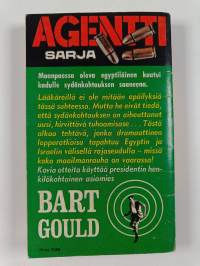 AGENTTI
SARJA
Maanpaossa oleva egyptiläinen kaatui
kadulle sydänkohtauksen saaneena.
Lääkäreillä ei ole mitään epäilyksiä
tässä suhteessa. Mutta he eivät tiedä,
että sydänkohtauksen on aiheuttanut
uusi, hirvittävä tuhoamisase... Tästä
alkaa tehtävä, jonka dramaattinen
loppuratkaisu tapahtuu Egyptin ja
Israelin välisellä rajaseudulla – missä
koko maailmanrauha on vaarassa!
Kovia otteita käyttää presidentin hen-
kilökohtainen asiamies
BART
GOULD